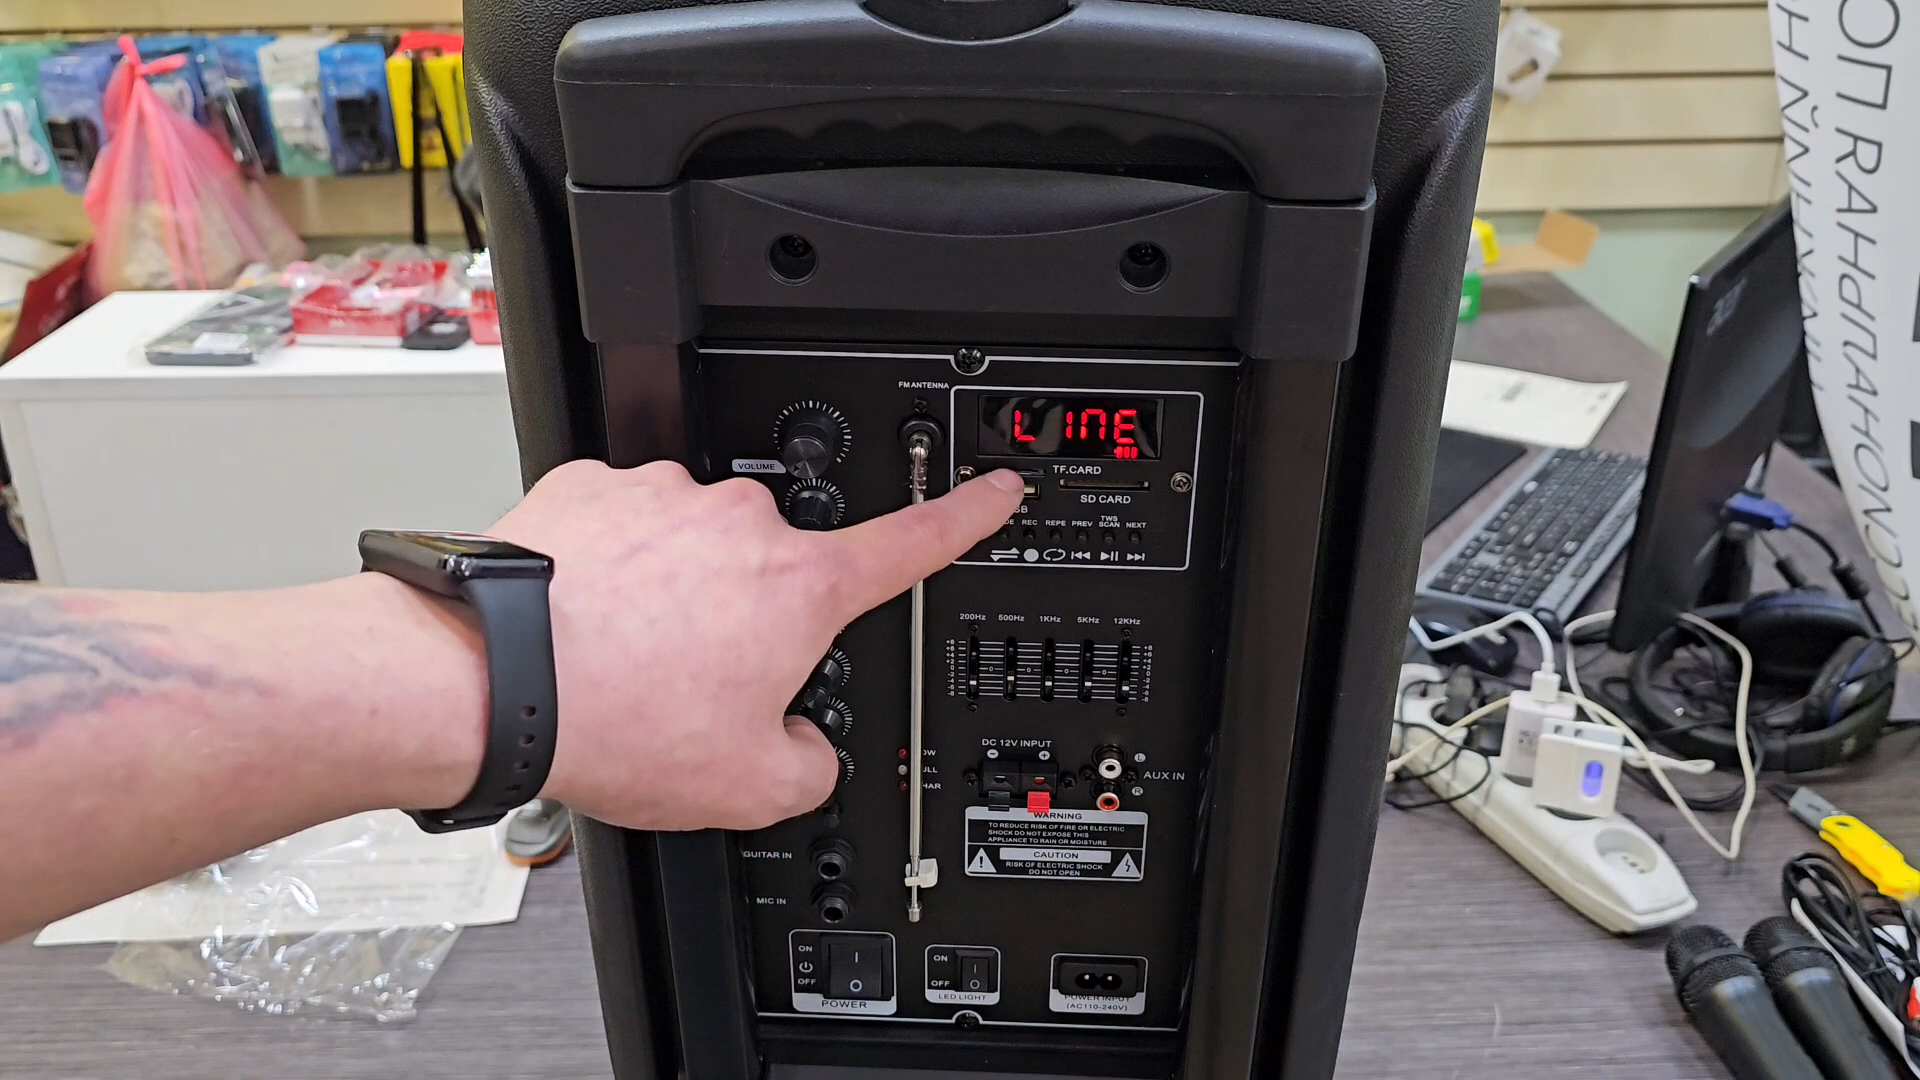 FM ANTENNA
LINE
VOLUME
TF.CARD
SD CARD
REC REPE PREV TWS SCAN NEXT
200Hz 500Hz 1KHz 5KHz 12KHz
DC 12V INPUT
L
AUX IN
R
WARNING
TO REDUCE RISK OF FIRE OR ELECTRIC
SHOCK DO NOT EXPOSE THIS
APPLIANCE TO RAIN OR MOISTURE
CAUTION
RISK OF ELECTRIC SHOCK
DO NOT OPEN
GUITAR IN
MIC IN
ON
OFF
POWER
ON
OFF
LED LIGHT
POWER INPUT
(AC110-240V)
acer